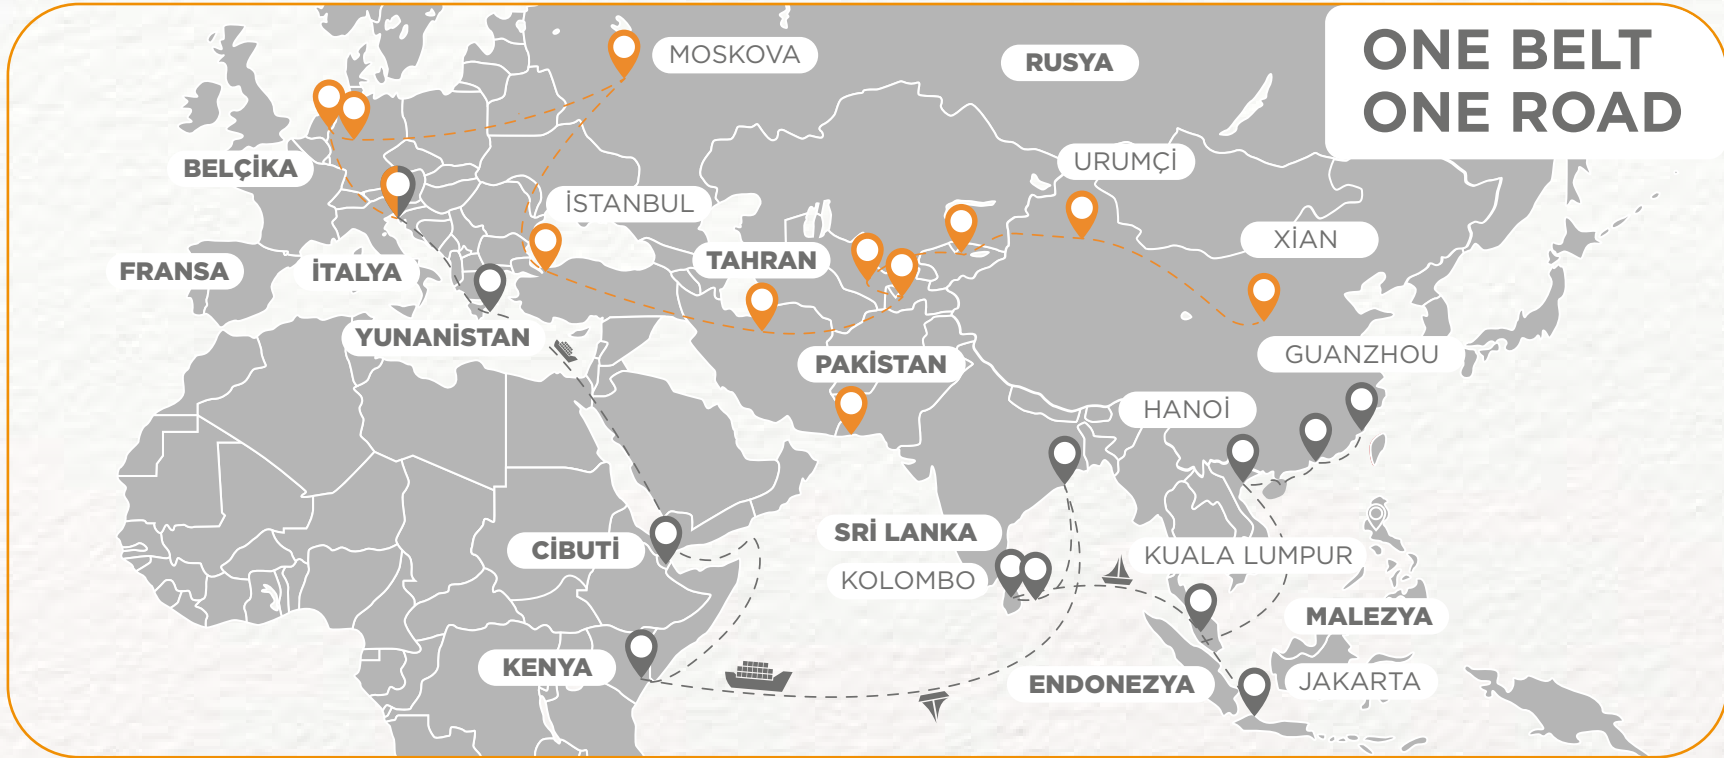 ONE BELT
ONE ROAD
MOSKOVA
RUSYA
BELÇİKA
URUMÇİ
İSTANBUL
XİAN
FRANSA
İTALYA
TAHRAN
YUNANİSTAN
GUANZHOU
PAKİSTAN
HANOİ
SRİ LANKA
CİBUTİ
KUALA LUMPUR
KOLOMBO
MALEZYA
KENYA
ENDONEZYA
JAKARTA